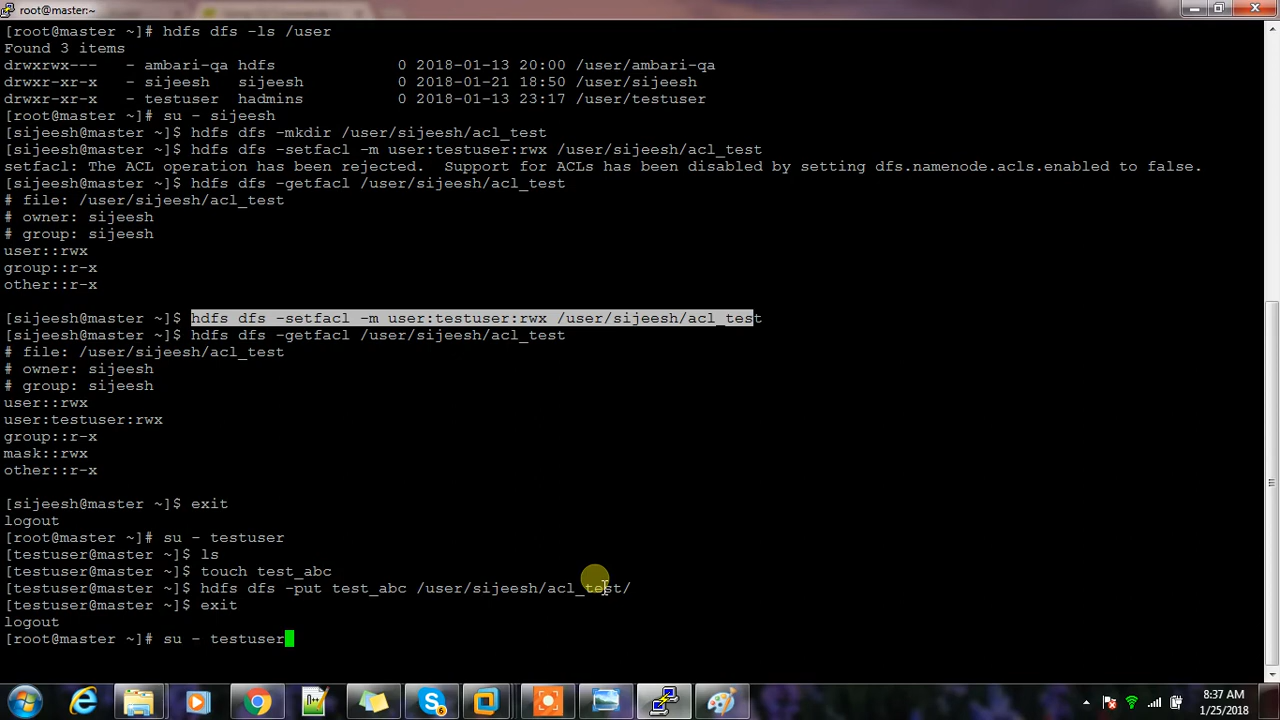 root@master:~
[root@master ~]# hdfs dfs -ls /user
Found 3 items
drwxrwx---   - ambari-qa hdfs             0 2018-01-13 20:00 /user/ambari-qa
drwxr-xr-x   - sijeesh   sijeesh          0 2018-01-21 18:50 /user/sijeesh
drwxr-xr-x   - testuser  hadmins          0 2018-01-13 23:17 /user/testuser
[root@master ~]# su - sijeesh
[sijeesh@master ~]$ hdfs dfs -mkdir /user/sijeesh/acl_test
[sijeesh@master ~]$ hdfs dfs -setfacl -m user:testuser:rwx /user/sijeesh/acl_test
setfacl: The ACL operation has been rejected.  Support for ACLs has been disabled by setting dfs.namenode.acls.enabled to false.
[sijeesh@master ~]$ hdfs dfs -getfacl /user/sijeesh/acl_test
# file: /user/sijeesh/acl_test
# owner: sijeesh
# group: sijeesh
user::rwx
group::r-x
other::r-x
[sijeesh@master ~]$ hdfs dfs -setfacl -m user:testuser:rwx /user/sijeesh/acl_test
[sijeesh@master ~]$ hdfs dfs -getfacl /user/sijeesh/acl_test
# file: /user/sijeesh/acl_test
# owner: sijeesh
# group: sijeesh
user::rwx
user:testuser:rwx
group::r-x
mask::rwx
other::r-x
[sijeesh@master ~]$ exit
logout
[root@master ~]# su - testuser
[testuser@master ~]$ ls
[testuser@master ~]$ touch test_abc
[testuser@master ~]$ hdfs dfs -put test_abc /user/sijeesh/acl_test/
[testuser@master ~]$ exit
logout
[root@master ~]# su - testuser
8:37 AM
1/25/2018